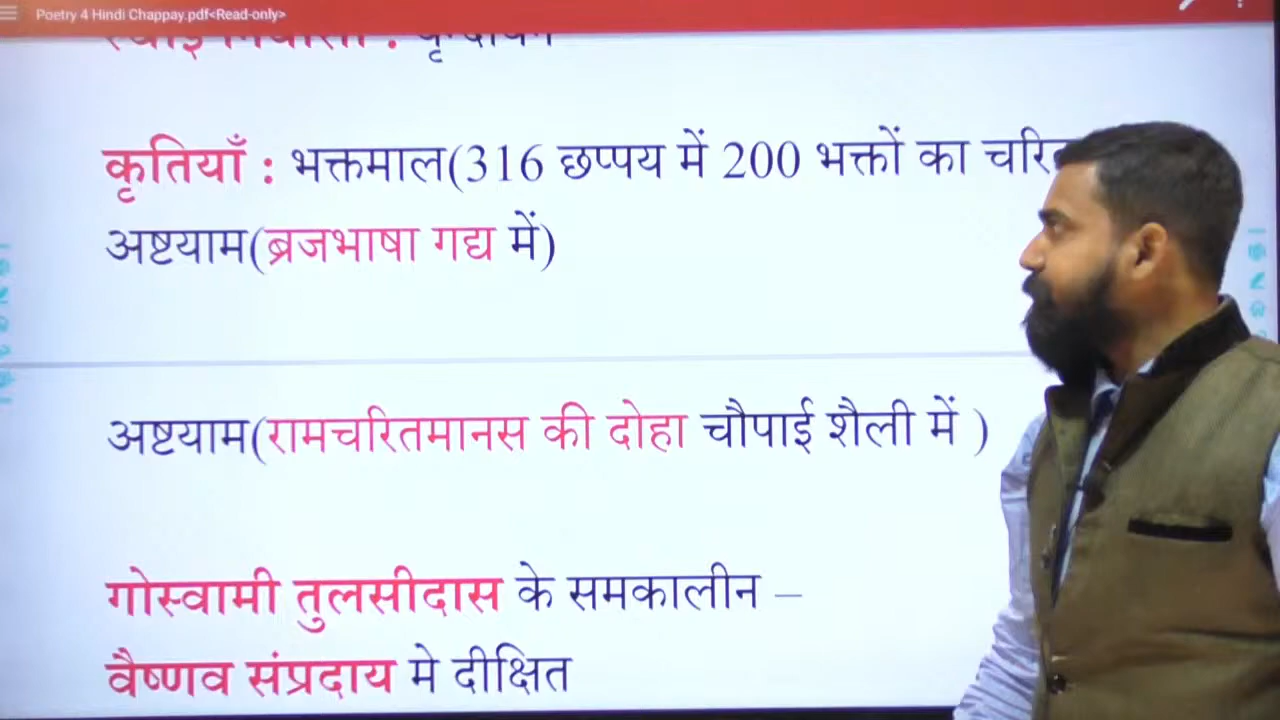 Poetry 4 Hindi Chappay.pdf<Read-only>
कृतियाँ : भक्तमाल(316 छप्पय में 200 भक्तों का
अष्टयाम(ब्रजभाषा गद्य में)
अष्टयाम(रामचरितमानस की दोहा चौपाई शैली में )
गोस्वामी तुलसीदास के समकालीन –
वैष्णव संप्रदाय मे दीक्षित